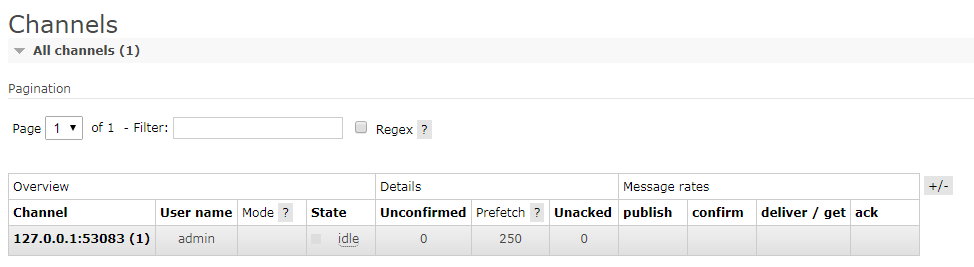 Channels
All channels (1)
Pagination
Page 1 of 1 - Filter: Regex ?
Overview Details Message rates +/-
Channel User name Mode ? State Unconfirmed Prefetch ? Unacked publish confirm deliver / get ack
127.0.0.1:53083 (1) admin idle 0 250 0